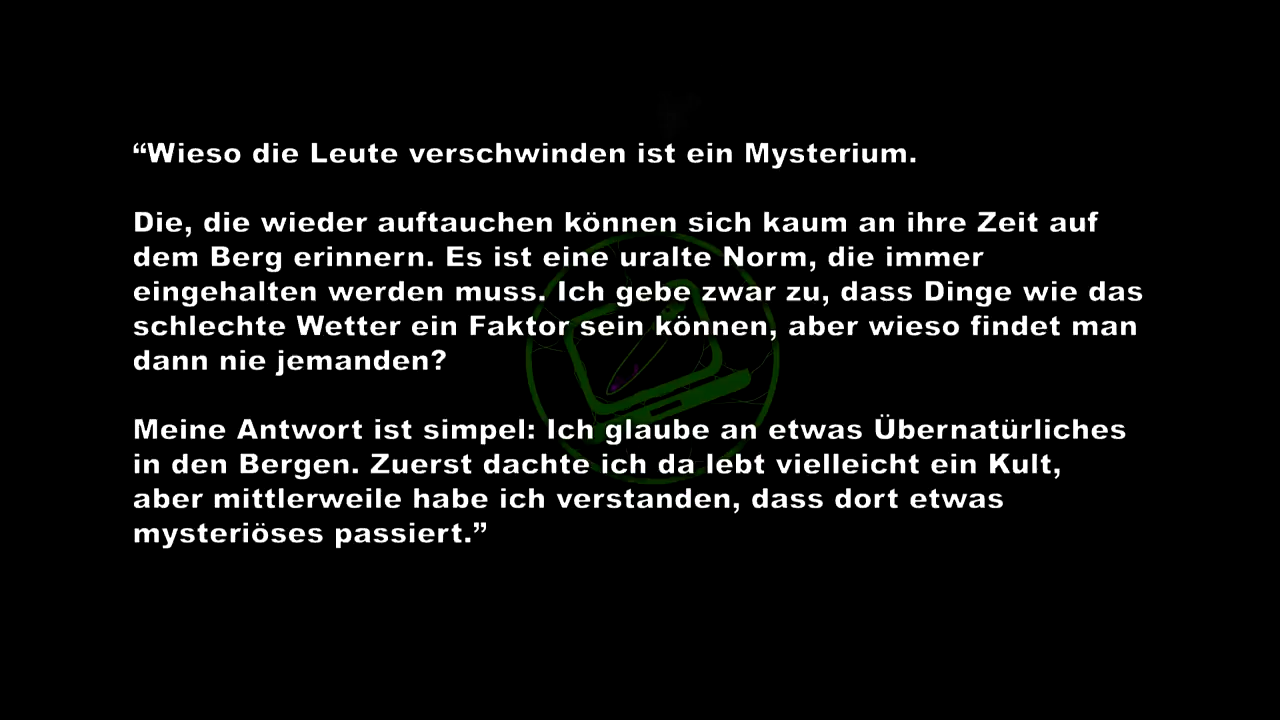 “Wieso die Leute verschwinden ist ein Mysterium.
Die, die wieder auftauchen können sich kaum an ihre Zeit auf
dem Berg erinnern. Es ist eine uralte Norm, die immer
eingehalten werden muss. Ich gebe zwar zu, dass Dinge wie das
schlechte Wetter ein Faktor sein können, aber wieso findet man
dann nie jemanden?
Meine Antwort ist simpel: Ich glaube an etwas Übernatürliches
in den Bergen. Zuerst dachte ich da lebt vielleicht ein Kult,
aber mittlerweile habe ich verstanden, dass dort etwas
mysteriöses passiert.”